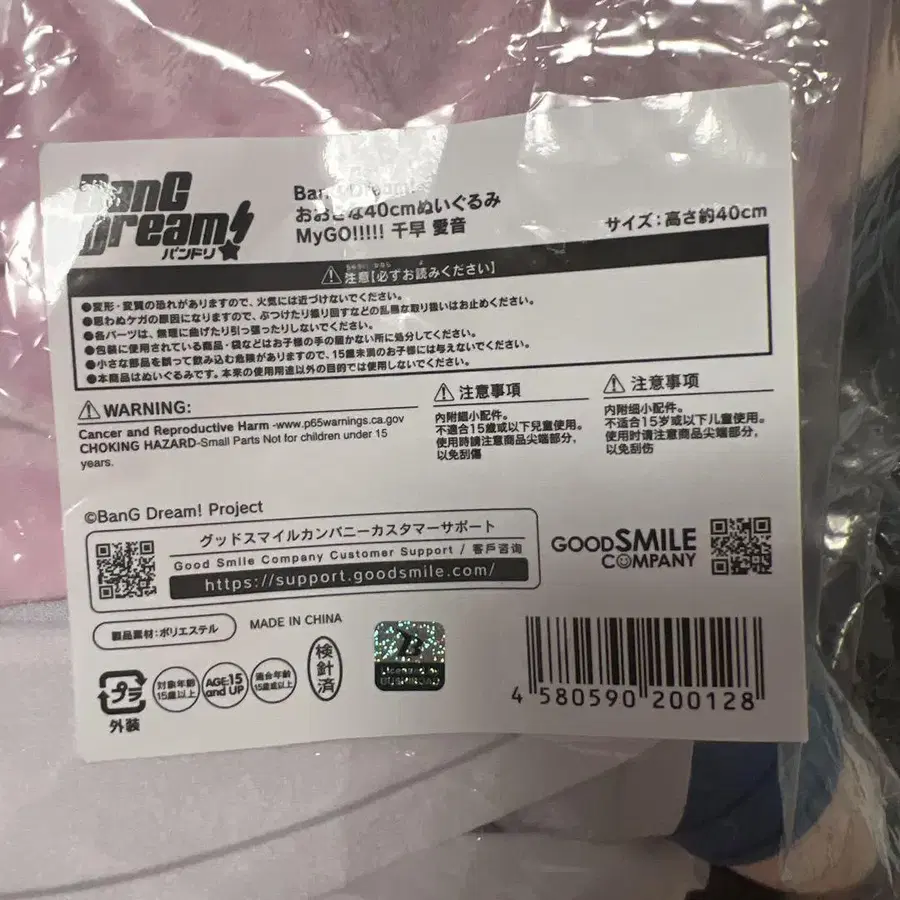 BanG Dream!
バンドリ
BanG Dream!
おおきな40cmぬいぐるみ
MyGO!!!!! 千早 愛音
サイズ:高さ約40cm
注意【必ずお読みください】
●変形・変質の恐れがありますので、火気には近づけないでください。
●思わぬケガの原因になりますので、ぶつけたり振り回すなどの乱暴な取り扱いはお止めください。
●各パーツは、無理に曲げたり引っ張ったりしないでください。
●包装に使用されている商品・袋などはお子様の手の届かない所に処分してください。
●小さな部品を誤って飲み込む危険がありますので、15歳未満のお子様には与えないでください。
●本商品はぬいぐるみです。本来の使用用途以外の目的では使用しないでください。
WARNING:
Cancer and Reproductive Harm -www.p65warnings.ca.gov
CHOKING HAZARD-Small Parts Not for children under 15
years.
注意事項
內附細小配件。
不適合15歲或以下兒童使用。
使用時請注意商品尖端部分,
以免刮傷
注意事项
内附细小配件。
不适合15岁或以下儿童使用。
使用时请注意商品尖端部分,
以免刮伤
©BanG Dream! Project
グッドスマイルカンパニーカスタマーサポート
Good Smile Company Customer Support / 客戶咨询
https://support.goodsmile.com/
GOODSMILE
COMPANY
製品素材:ポリエステル
MADE IN CHINA
プラ
外装
対象年齢
15歳以上
AGE15
and UP
適合年齡
15歲或以上
検
針
済
Licensed by
BUSHIROAD
4 580590 200128